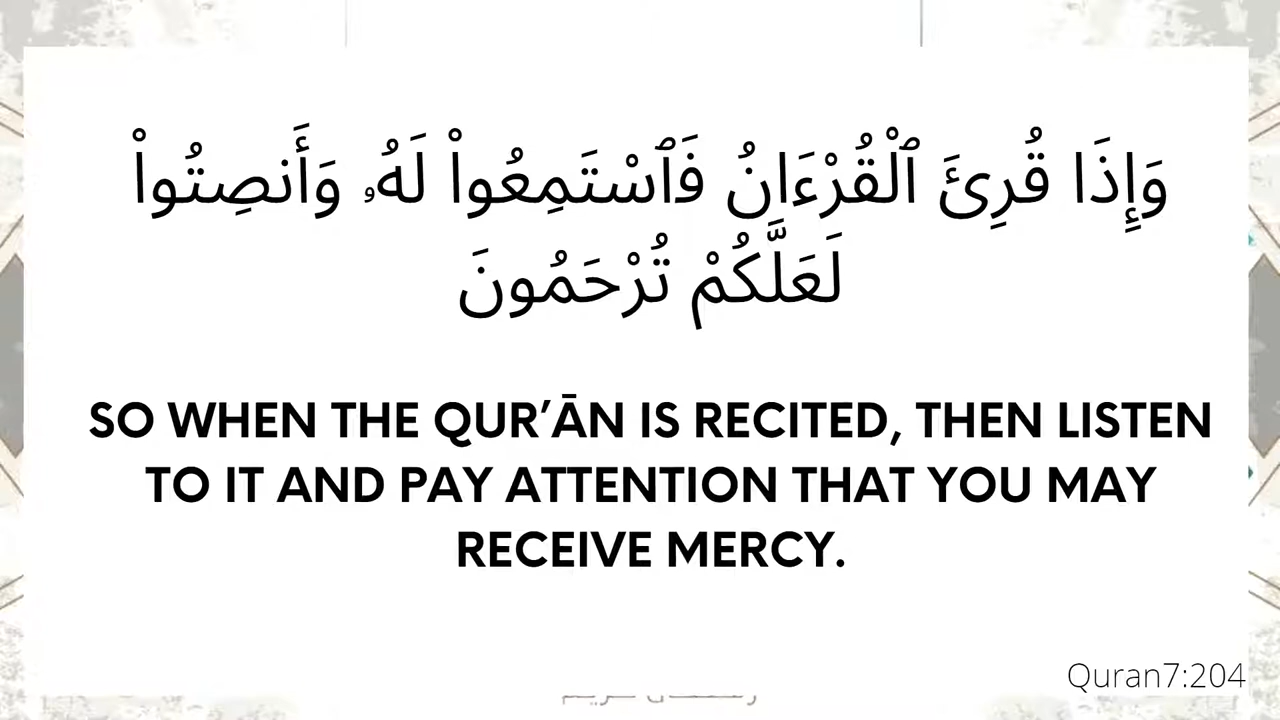 وَإِذَا قُرِئَ ٱلْقُرْءَانُ فَٱسْتَمِعُوا۟ لَهُۥ وَأَنصِتُوا۟
لَعَلَّكُمْ تُرْحَمُونَ
SO WHEN THE QUR’ĀN IS RECITED, THEN LISTEN
TO IT AND PAY ATTENTION THAT YOU MAY
RECEIVE MERCY.
Quran7:204